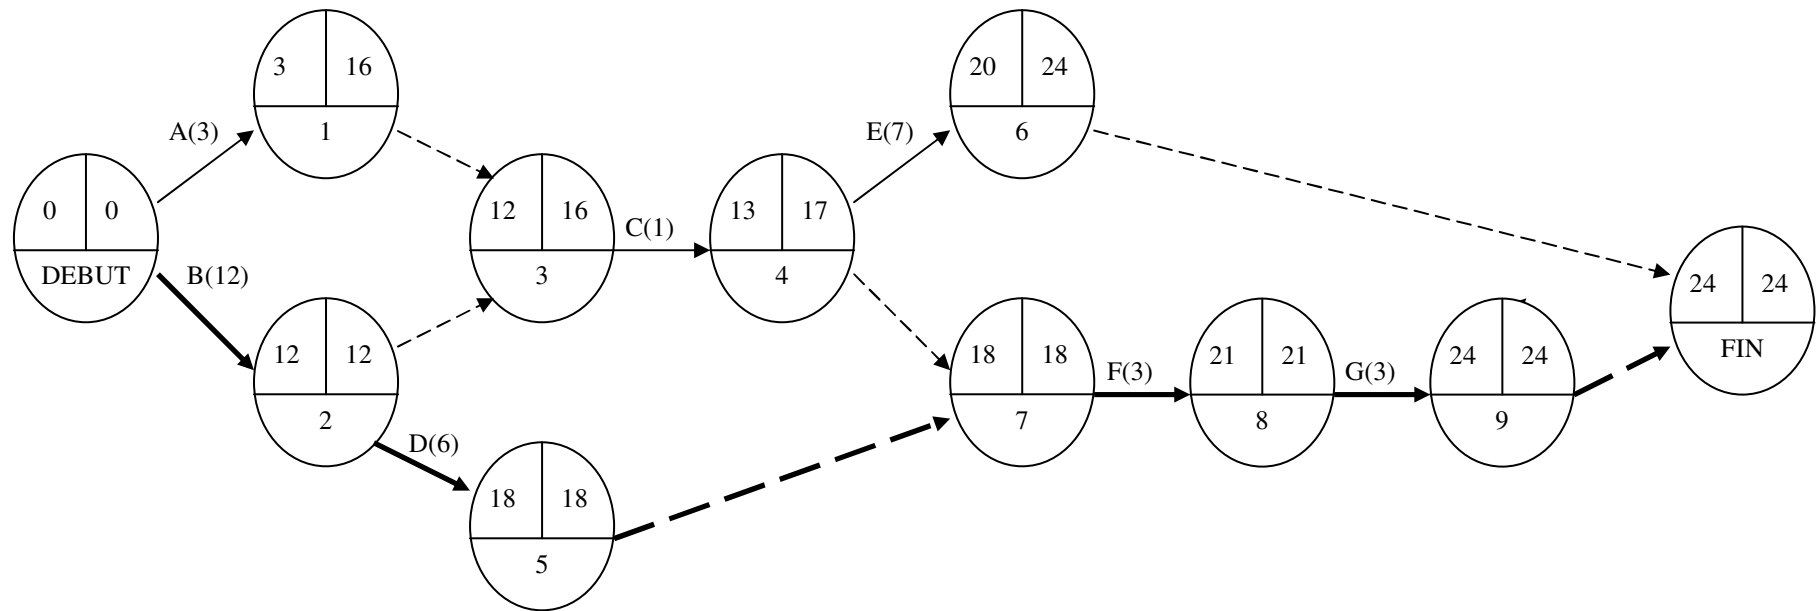 3 16
1
A(3)
0 0
DEBUT
B(12)
12 12
2
D(6)
18 18
5
12 16
3
C(1)
13 17
4
E(7)
20 24
6
18 18
7
F(3)
21 21
8
G(3)
24 24
9
24 24
FIN